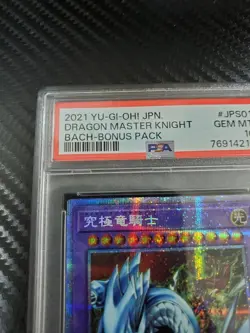 2021 YU-GI-OH! JPN. #JPS01
DRAGON MASTER KNIGHT GEM MT
BACH-BONUS PACK
PSA 7691421
究極竜騎士 光